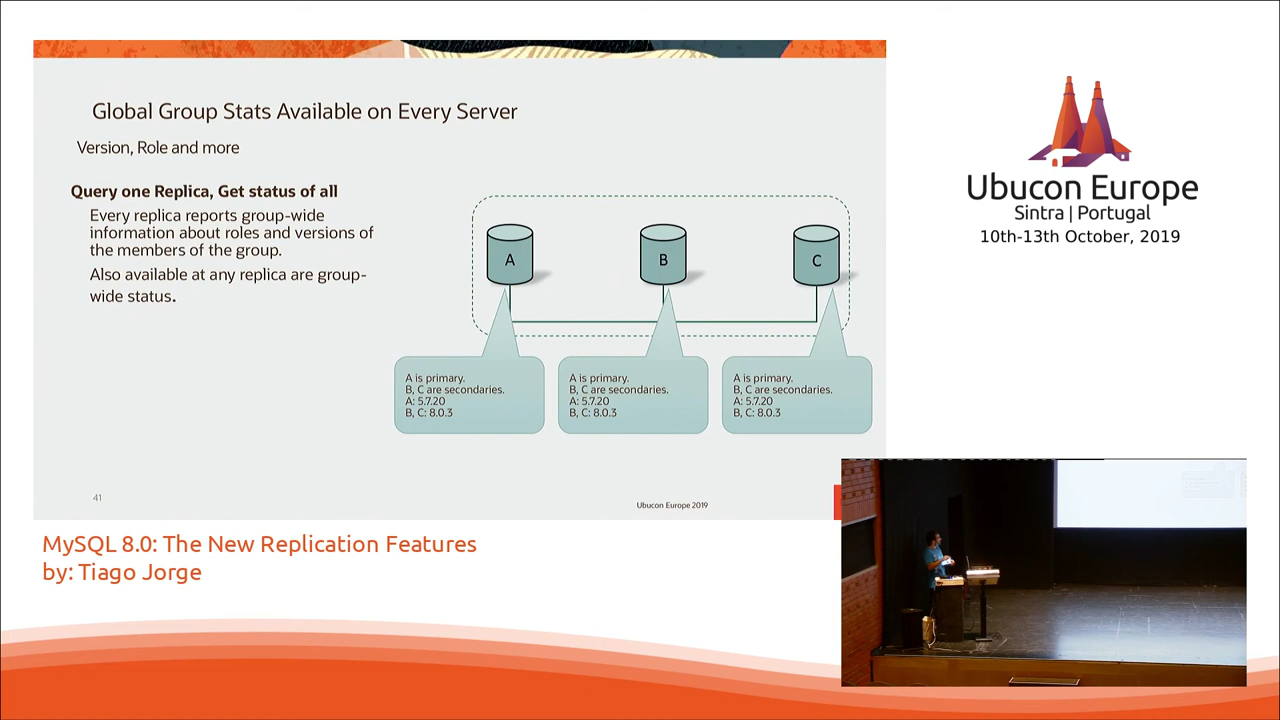 Global Group Stats Available on Every Server
Version, Role and more
Query one Replica, Get status of all
Every replica reports group-wide
information about roles and versions of
the members of the group.
Also available at any replica are group-
wide status.
A
B
C
A is primary.
B, C are secondaries.
A: 5.7.20
B, C: 8.0.3
A is primary.
B, C are secondaries.
A: 5.7.20
B, C: 8.0.3
A is primary.
B, C are secondaries.
A: 5.7.20
B, C: 8.0.3
41
Ubucon Europe 2019
Ubucon Europe
Sintra | Portugal
10th-13th October, 2019
MySQL 8.0: The New Replication Features
by: Tiago Jorge